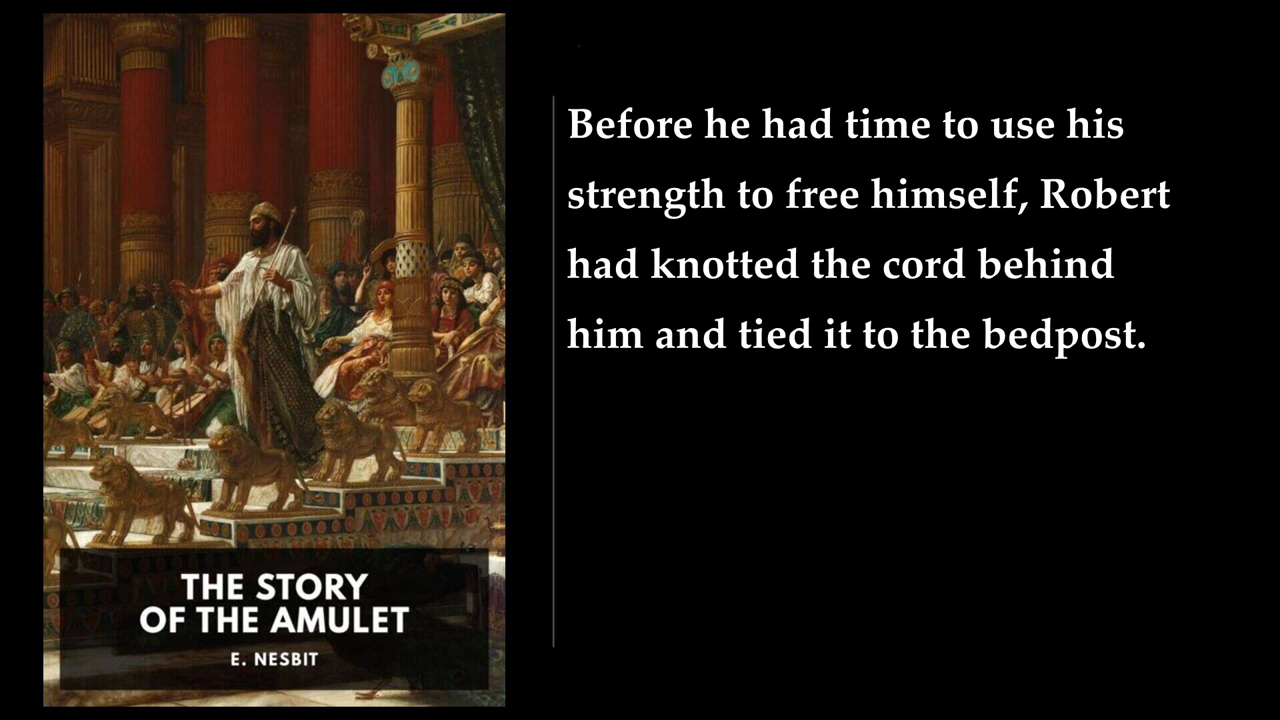 Before he had time to use his
strength to free himself, Robert
had knotted the cord behind
him and tied it to the bedpost.
THE STORY
OF THE AMULET
E. NESBIT